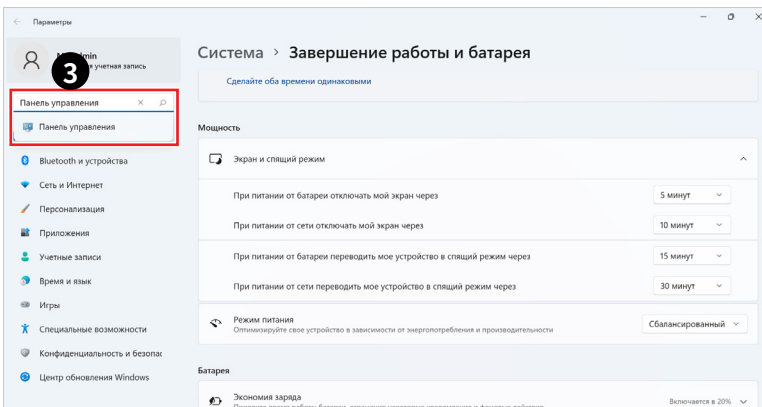 Параметры
3
учетная запись
Панель управления
Панель управления
Bluetooth и устройства
Сеть и Интернет
Персонализация
Приложения
Учетные записи
Время и язык
Игры
Специальные возможности
Конфиденциальность и безопас
Центр обновления Windows
Система > Завершение работы и батарея
Сделайте оба времени одинаковыми
Мощность
Экран и спящий режим
При питании от батареи отключать мой экран через 5 минут
При питании от сети отключать мой экран через 10 минут
При питании от батареи переводить мое устройство в спящий режим через 15 минут
При питании от сети переводить мое устройство в спящий режим через 30 минут
Режим питания
Оптимизируйте свое устройство в зависимости от энергопотребления и производительности
Сбалансированный
Батарея
Экономия заряда
Включается в 20%